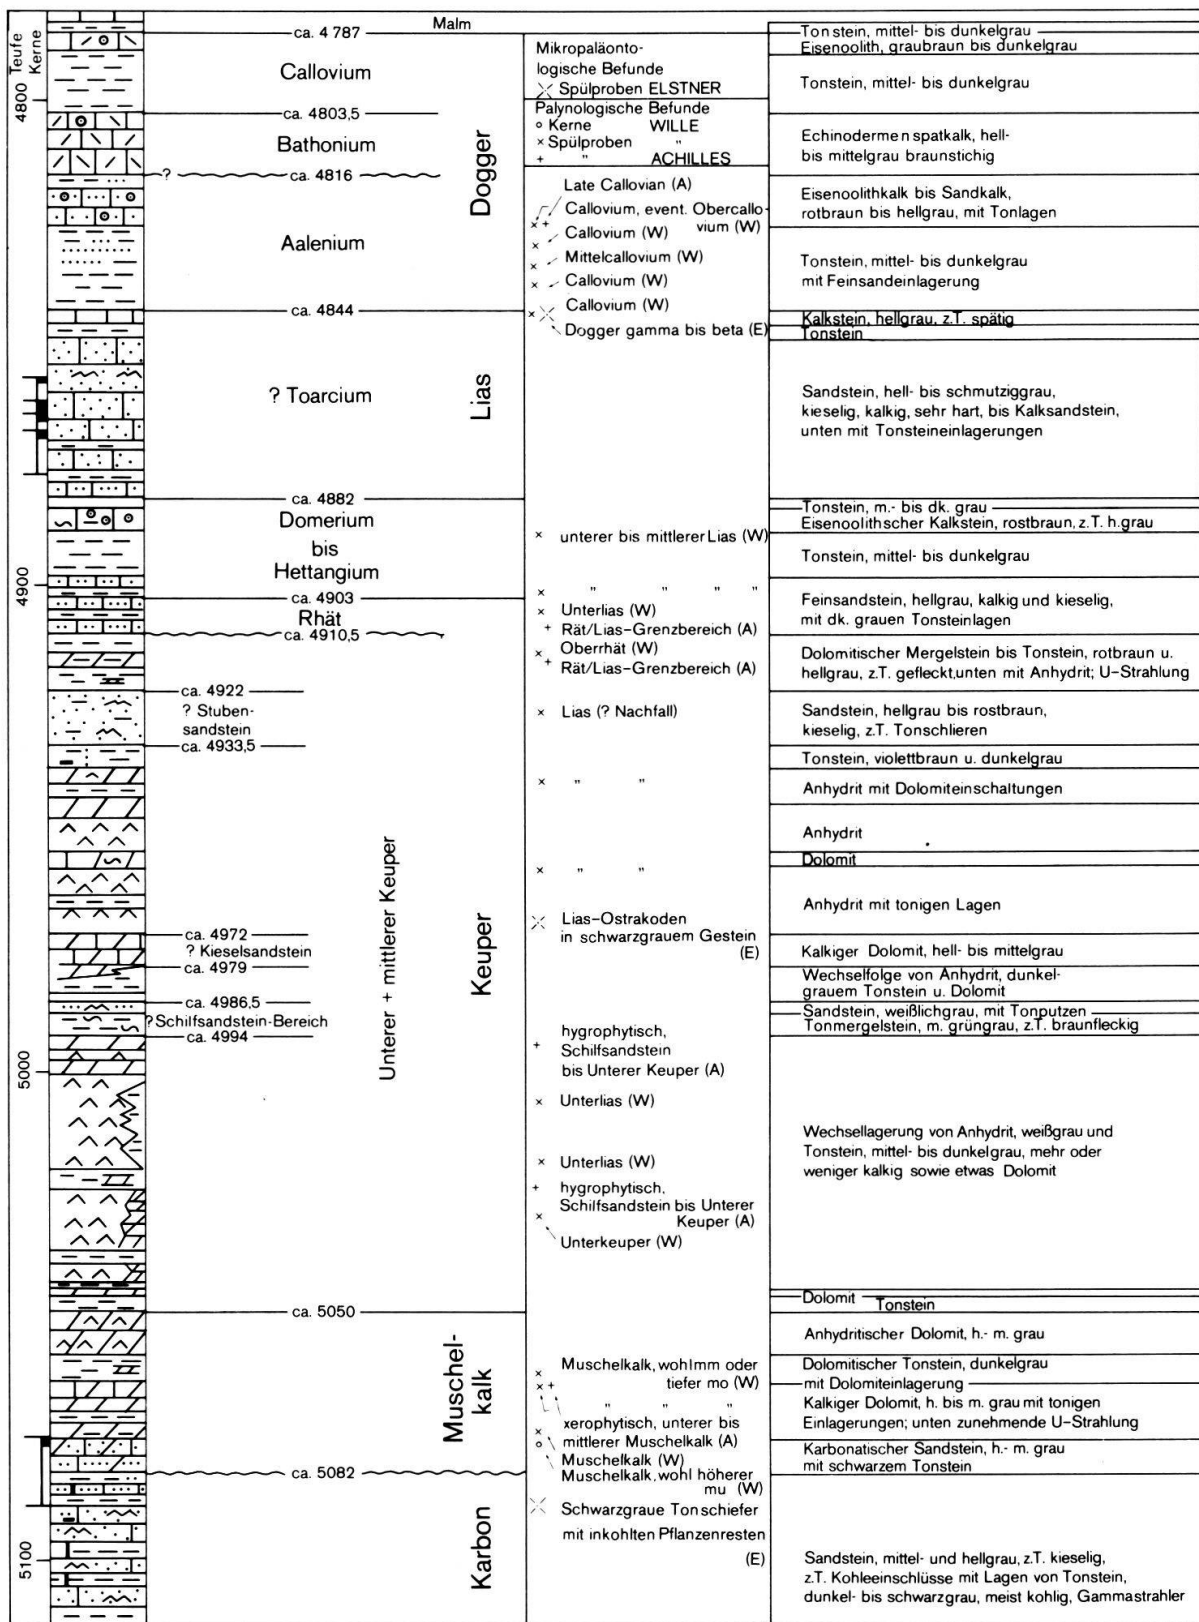 Teufe
Kerne
4800
4900
5000
5100
Malm
ca. 4 787
Callovium
ca. 4803,5
Bathonium
? ca. 4816
Aalenium
ca. 4844
Dogger
? Toarcium
Lias
ca. 4882
Domerium
bis
Hettangium
ca. 4903
Rhät
ca. 4910,5
ca. 4922
? Stuben-
sandstein
ca. 4933,5
Unterer + mittlerer Keuper
Keuper
ca. 4972
? Kieselsandstein
ca. 4979
ca. 4986,5
? Schilfsandstein-Bereich
ca. 4994
ca. 5050
Muschel-
kalk
ca. 5082
Karbon
Mikropaläonto-
logische Befunde
Spülproben ELSTNER
Palynologische Befunde
o Kerne WILLE
x Spülproben "
+ " ACHILLES
Late Callovian (A)
Callovium, event. Obercallo-
x + vium (W)
x Callovium (W)
x Mittelcallovium (W)
x Callovium (W)
x Callovium (W)
Dogger gamma bis beta (E)
x unterer bis mittlerer Lias (W)
x " " " "
x Unterlias (W)
+ Rät/Lias-Grenzbereich (A)
x Oberrhät (W)
+ Rät/Lias-Grenzbereich (A)
x Lias (? Nachfall)
x " "
x " "
Lias-Ostrakoden
in schwarzgrauem Gestein
(E)
hygrophytisch,
+ Schilfsandstein
bis Unterer Keuper (A)
x Unterlias (W)
x Unterlias (W)
+ hygrophytisch,
Schilfsandstein bis Unterer
x Keuper (A)
Unterkeuper (W)
Muschelkalk, wohl mm oder
x + tiefer mo (W)
" " "
xerophytisch, unterer bis
mittlerer Muschelkalk (A)
Muschelkalk (W)
Muschelkalk, wohl höherer
mu (W)
Schwarzgraue Tonschiefer
mit inkohlten Pflanzenresten
(E)
Tonstein, mittel- bis dunkelgrau
Eisenoolith, graubraun bis dunkelgrau
Tonstein, mittel- bis dunkelgrau
Echinodermenspatkalk, hell-
bis mittelgrau braunstichig
Eisenoolithkalk bis Sandkalk,
rotbraun bis hellgrau, mit Tonlagen
Tonstein, mittel- bis dunkelgrau
mit Feinsandeinlagerung
Kalkstein, hellgrau, z.T. spätig
Tonstein
Sandstein, hell- bis schmutziggrau,
kieselig, kalkig, sehr hart, bis Kalksandstein,
unten mit Tonsteineinlagerungen
Tonstein, m.- bis dk. grau
Eisenoolithscher Kalkstein, rostbraun, z.T. h.grau
Tonstein, mittel- bis dunkelgrau
Feinsandstein, hellgrau, kalkig und kieselig,
mit dk. grauen Tonsteinlagen
Dolomitischer Mergelstein bis Tonstein, rotbraun u.
hellgrau, z.T. gefleckt,unten mit Anhydrit; U-Strahlung
Sandstein, hellgrau bis rostbraun,
kieselig, z.T. Tonschlieren
Tonstein, violettbraun u. dunkelgrau
Anhydrit mit Dolomiteinschaltungen
Anhydrit
Dolomit
Anhydrit mit tonigen Lagen
Kalkiger Dolomit, hell- bis mittelgrau
Wechselfolge von Anhydrit, dunkel-
grauem Tonstein u. Dolomit
Sandstein, weißlichgrau, mit Tonputzen
Tonmergelstein, m. grüngrau, z.T. braunfleckig
Wechsellagerung von Anhydrit, weißgrau und
Tonstein, mittel- bis dunkelgrau, mehr oder
weniger kalkig sowie etwas Dolomit
Dolomit
Tonstein
Anhydritischer Dolomit, h.- m. grau
Dolomitischer Tonstein, dunkelgrau
mit Dolomiteinlagerung
Kalkiger Dolomit, h. bis m. grau mit tonigen
Einlagerungen; unten zunehmende U-Strahlung
Karbonatischer Sandstein, h.- m. grau
mit schwarzem Tonstein
Sandstein, mittel- und hellgrau, z.T. kieselig,
z.T. Kohleeinschlüsse mit Lagen von Tonstein,
dunkel- bis schwarzgrau, meist kohlig, Gammastrahler